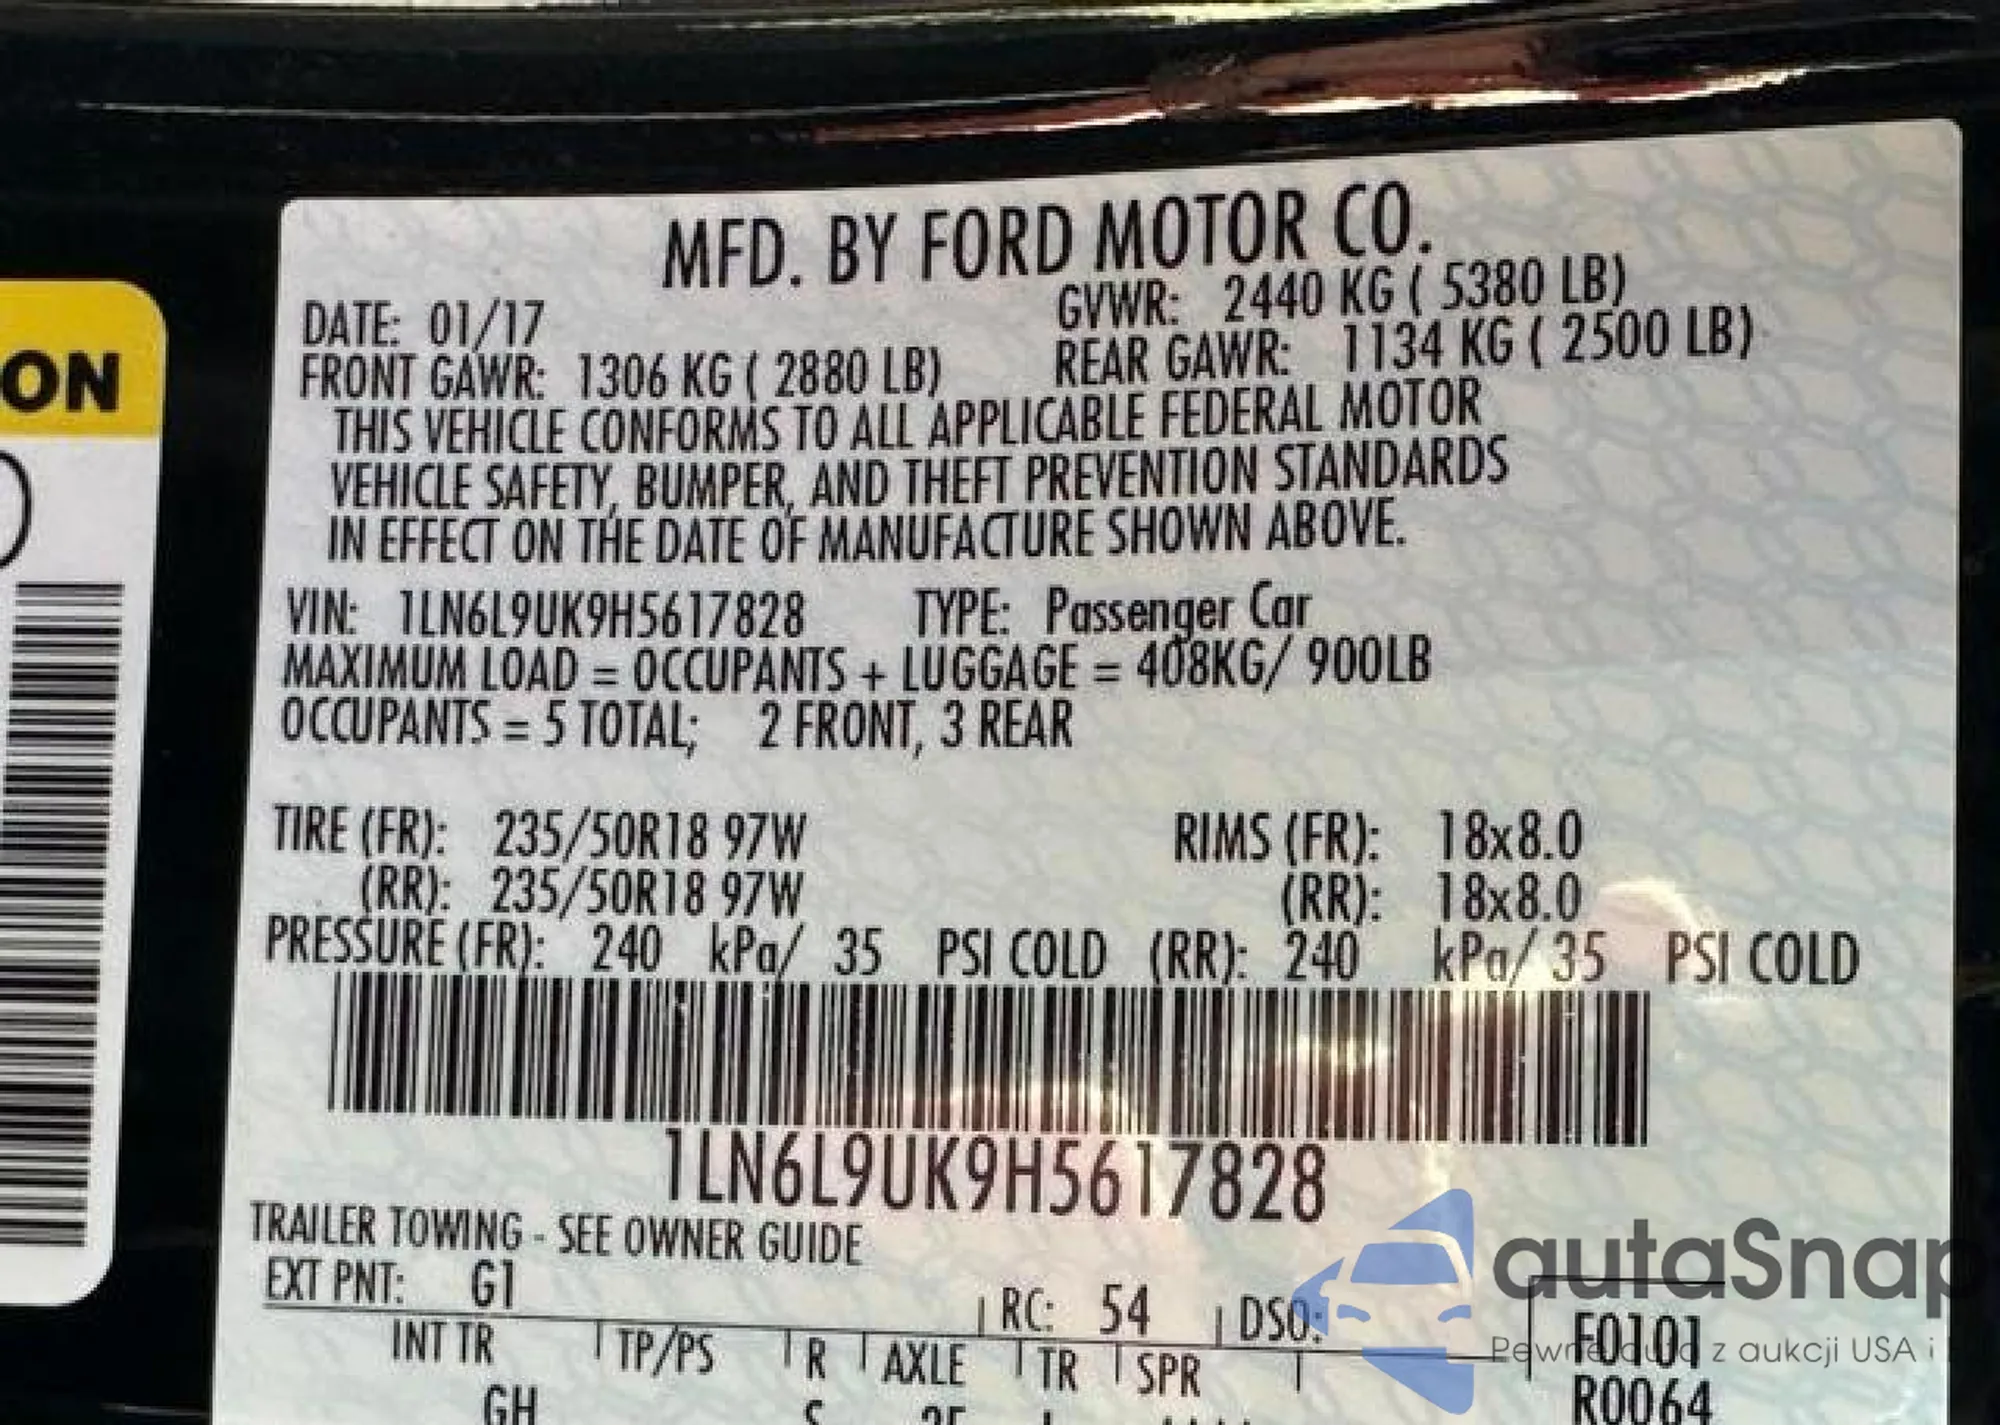 MFD. BY FORD MOTOR CO.
DATE: 01/17
GVWR: 2440 KG ( 5380 LB)
FRONT GAWR: 1306 KG ( 2880 LB)
REAR GAWR: 1134 KG ( 2500 LB)
THIS VEHICLE CONFORMS TO ALL APPLICABLE FEDERAL MOTOR
VEHICLE SAFETY, BUMPER, AND THEFT PREVENTION STANDARDS
IN EFFECT ON THE DATE OF MANUFACTURE SHOWN ABOVE.
VIN: 1LN6L9UK9H5617828 TYPE: Passenger Car
MAXIMUM LOAD = OCCUPANTS + LUGGAGE = 408KG/ 900LB
OCCUPANTS = 5 TOTAL; 2 FRONT, 3 REAR
TIRE (FR): 235/50R18 97W RIMS (FR): 18x8.0
(RR): 235/50R18 97W (RR): 18x8.0
PRESSURE (FR): 240 kPa/ 35 PSI COLD (RR): 240 kPa/ 35 PSI COLD
1LN6L9UK9H5617828
TRAILER TOWING - SEE OWNER GUIDE
EXT PNT: G1 RC: 54 DSO:
F0101
R0064
INT TR TP/PS R AXLE TR SPR
GH
ON
autaSnap
Pewne auta z aukcji USA i